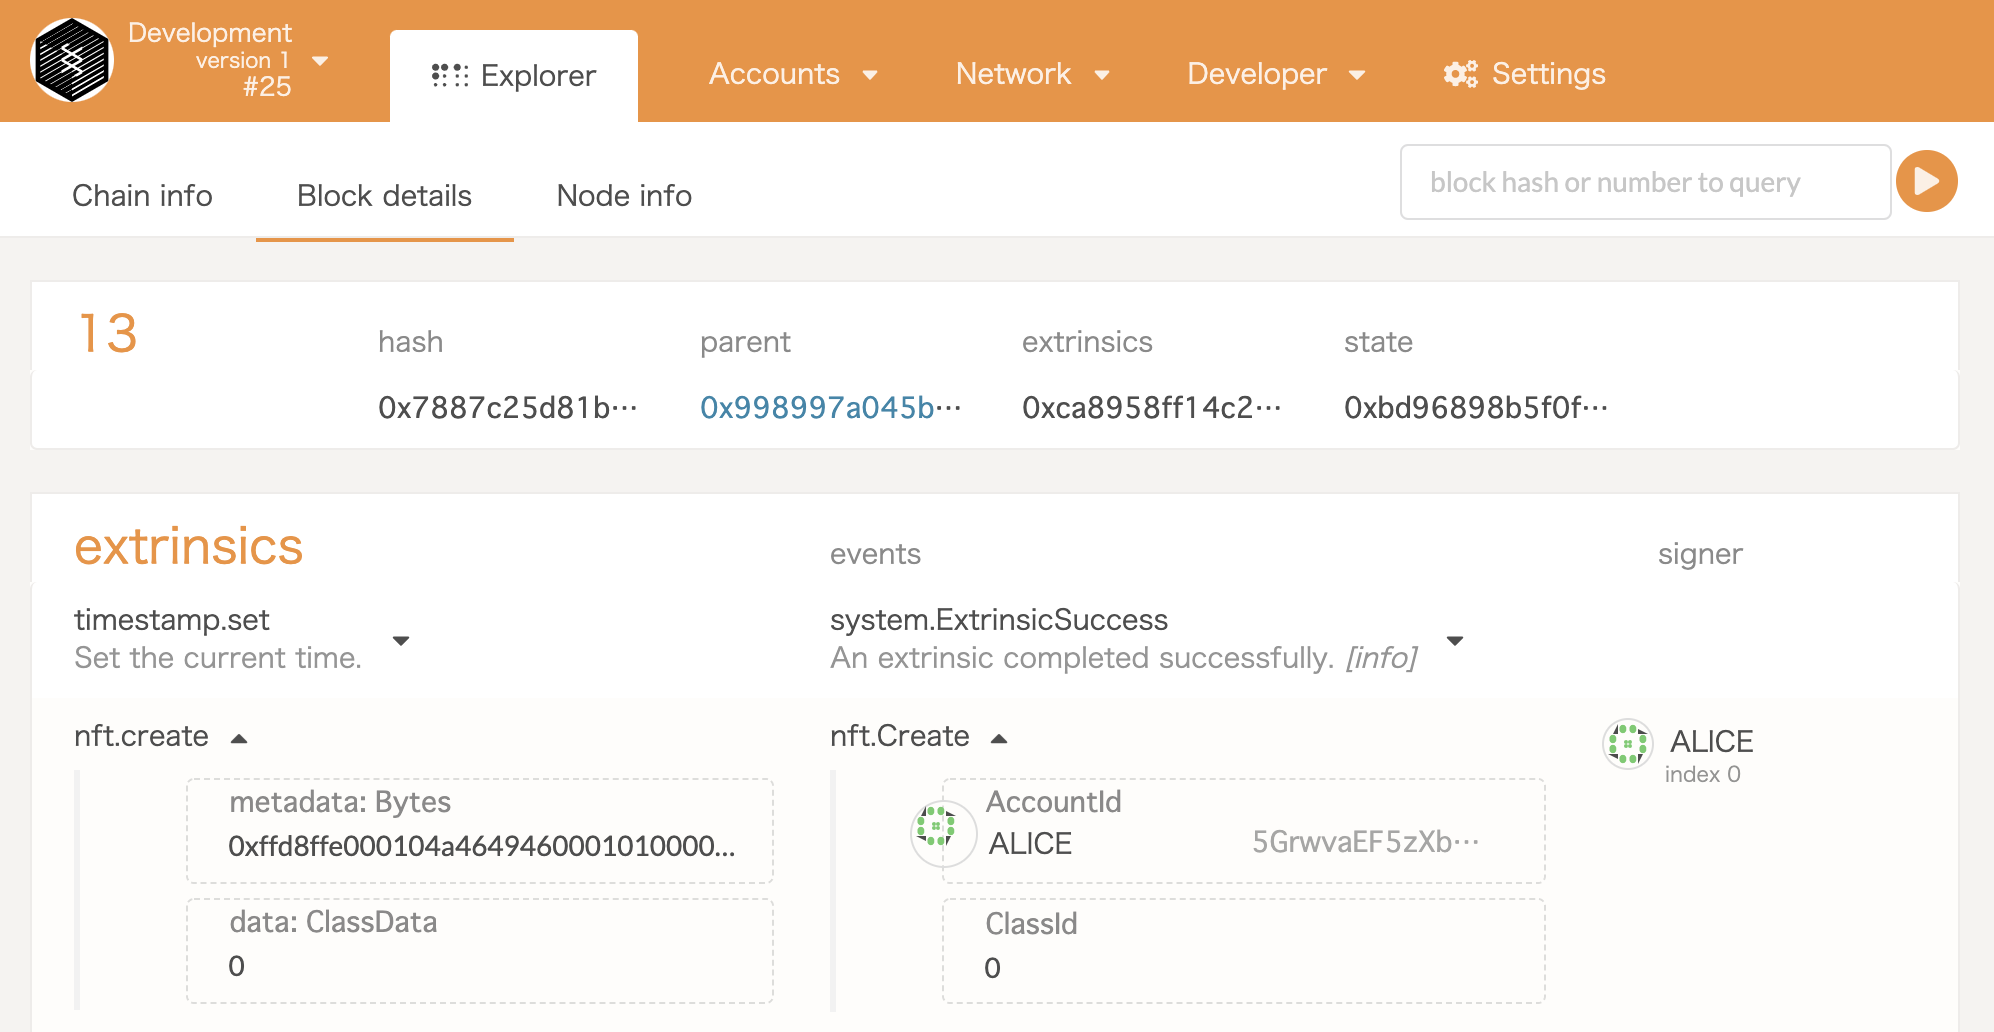 Development
version 1
#25
Explorer
Accounts
Network
Developer
Settings
Chain info
Block details
Node info
block hash or number to query
13
hash
parent
extrinsics
state
0x7887c25d81b⋯
0x998997a045b⋯
0xca8958ff14c2⋯
0xbd96898b5f0f⋯
extrinsics
events
signer
timestamp.set
Set the current time.
system.ExtrinsicSuccess
An extrinsic completed successfully. [info]
nft.create
nft.Create
ALICE
index 0
metadata: Bytes
0xffd8ffe000104a4649460001010000...
AccountId
ALICE
5GrwvaEF5zXb⋯
data: ClassData
0
ClassId
0